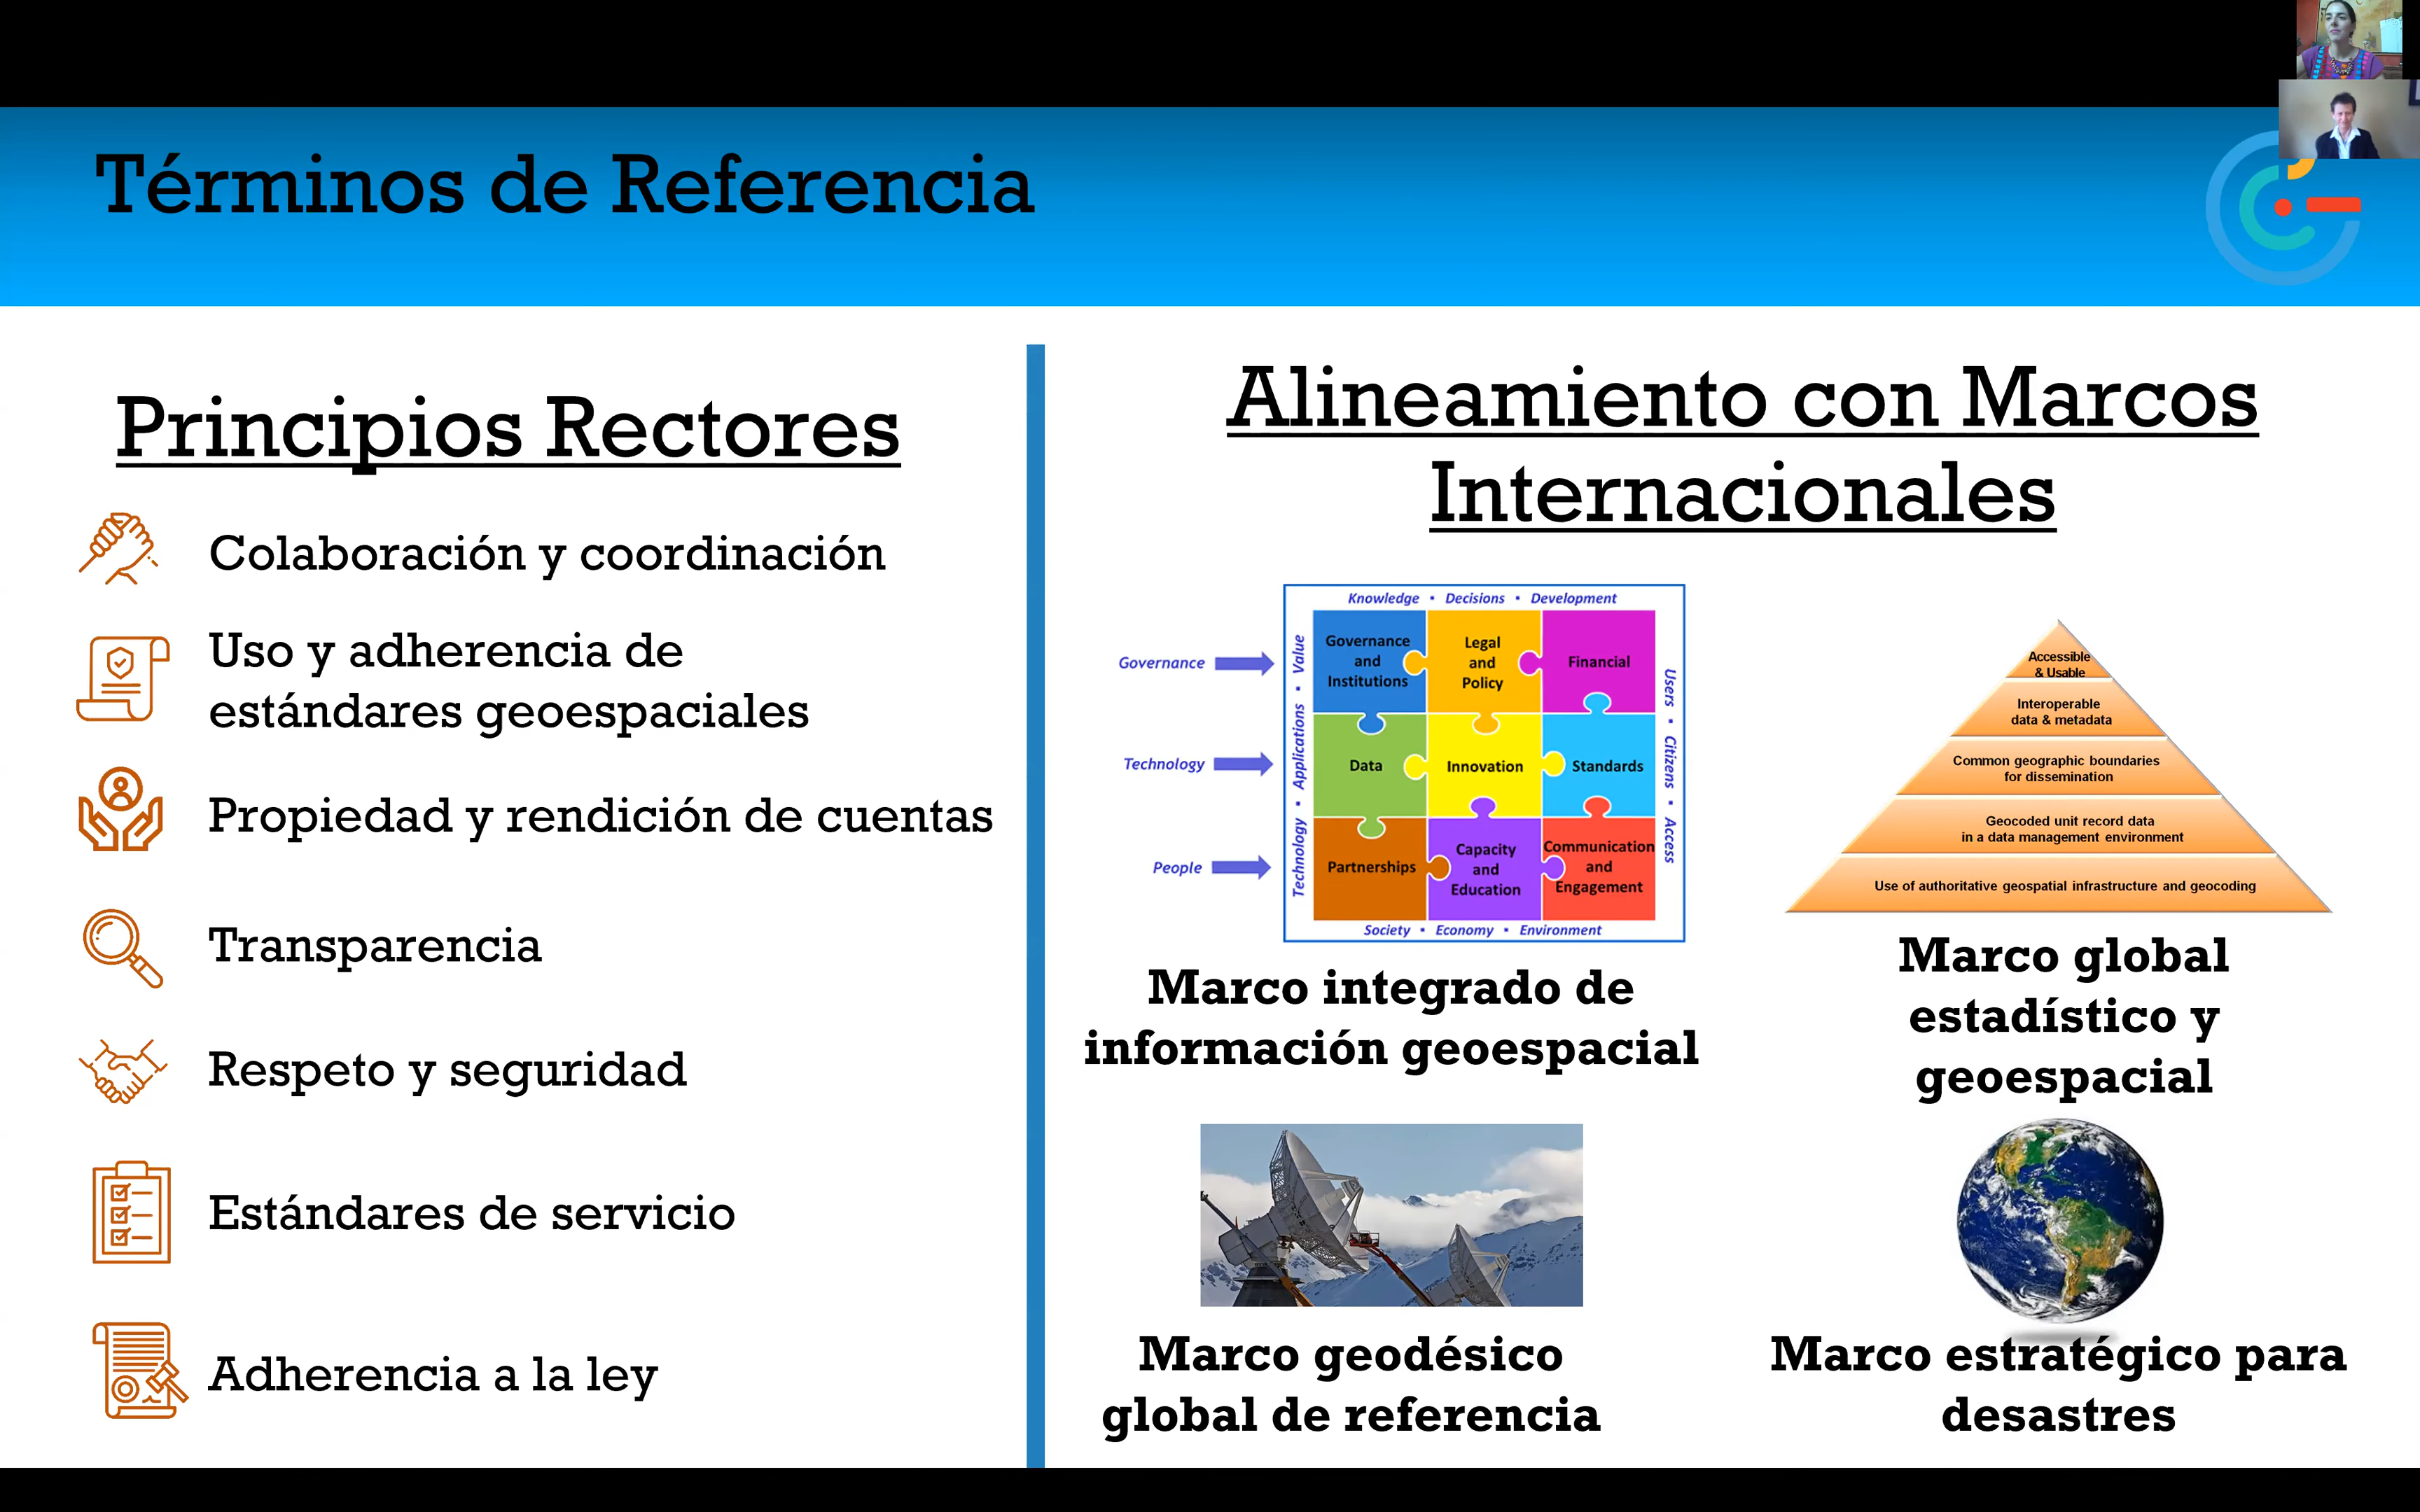 Términos de Referencia
Principios Rectores
Colaboración y coordinación
Uso y adherencia de
estándares geoespaciales
Propiedad y rendición de cuentas
Transparencia
Respeto y seguridad
Estándares de servicio
Adherencia a la ley
Alineamiento con Marcos
Internacionales
Knowledge • Decisions • Development
Governance
Technology
People
Technology • Applications • Value
Governance
and
Institutions
Legal
and
Policy
Financial
Data
Innovation
Standards
Partnerships
Capacity
and
Education
Communication
and
Engagement
Users • Citizens • Access
Society • Economy • Environment
Marco integrado de
información geoespacial
Accessible
& Usable
Interoperable
data & metadata
Common geographic boundaries
for dissemination
Geocoded unit record data
in a data management environment
Use of authoritative geospatial infrastructure and geocoding
Marco global
estadístico y
geoespacial
Marco geodésico
global de referencia
Marco estratégico para
desastres